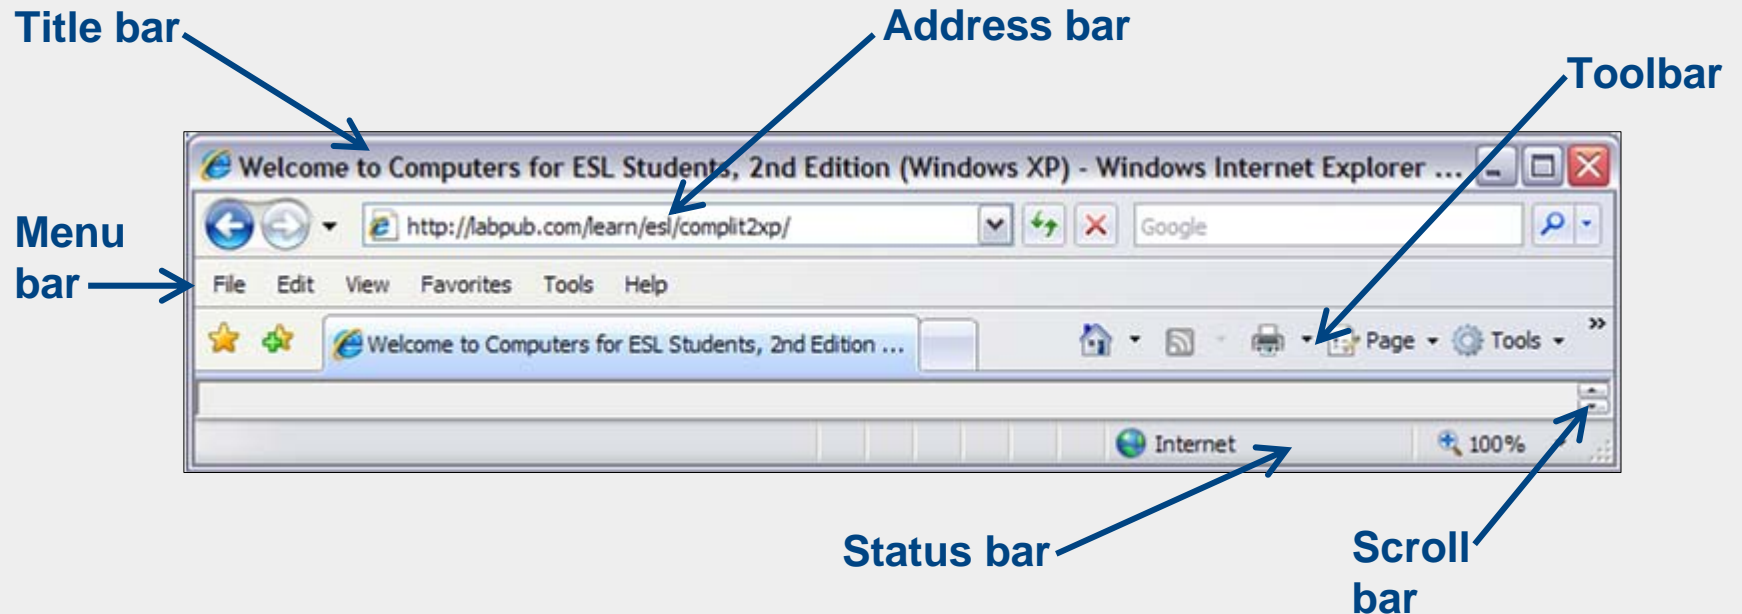 Title bar
Address bar
Toolbar
Welcome to Computers for ESL Students, 2nd Edition (Windows XP) - Windows Internet Explorer ...
Menu
bar
http://labpub.com/learn/esl/complit2xp/
Google
File Edit View Favorites Tools Help
Welcome to Computers for ESL Students, 2nd Edition ...
Page
Tools
»
Internet
100%
Status bar
Scroll
bar